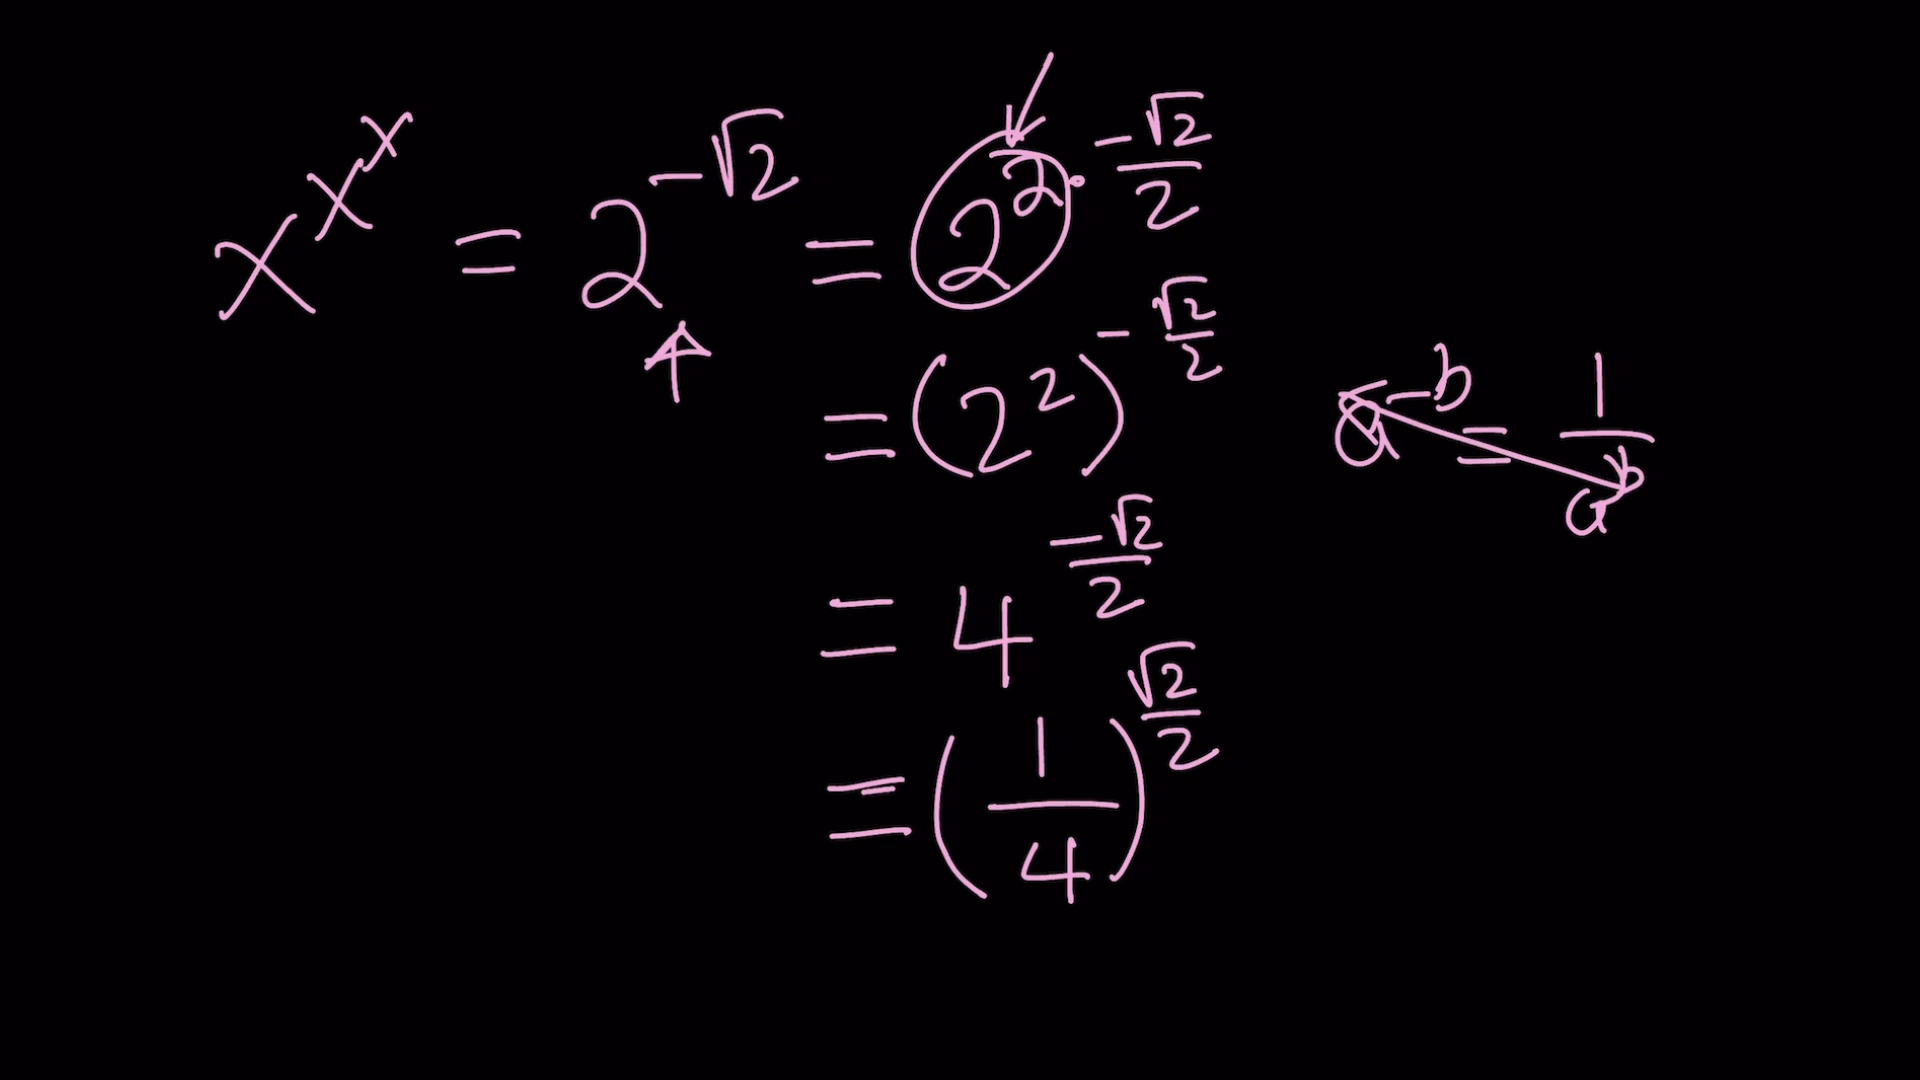 x^{x^x} = 2^{-√2} = 2^{2·-√2/2}
= (2^2)^{-√2/2}
a^{-b} = 1/a^b
= 4^{-√2/2}
= (1/4)^{√2/2}